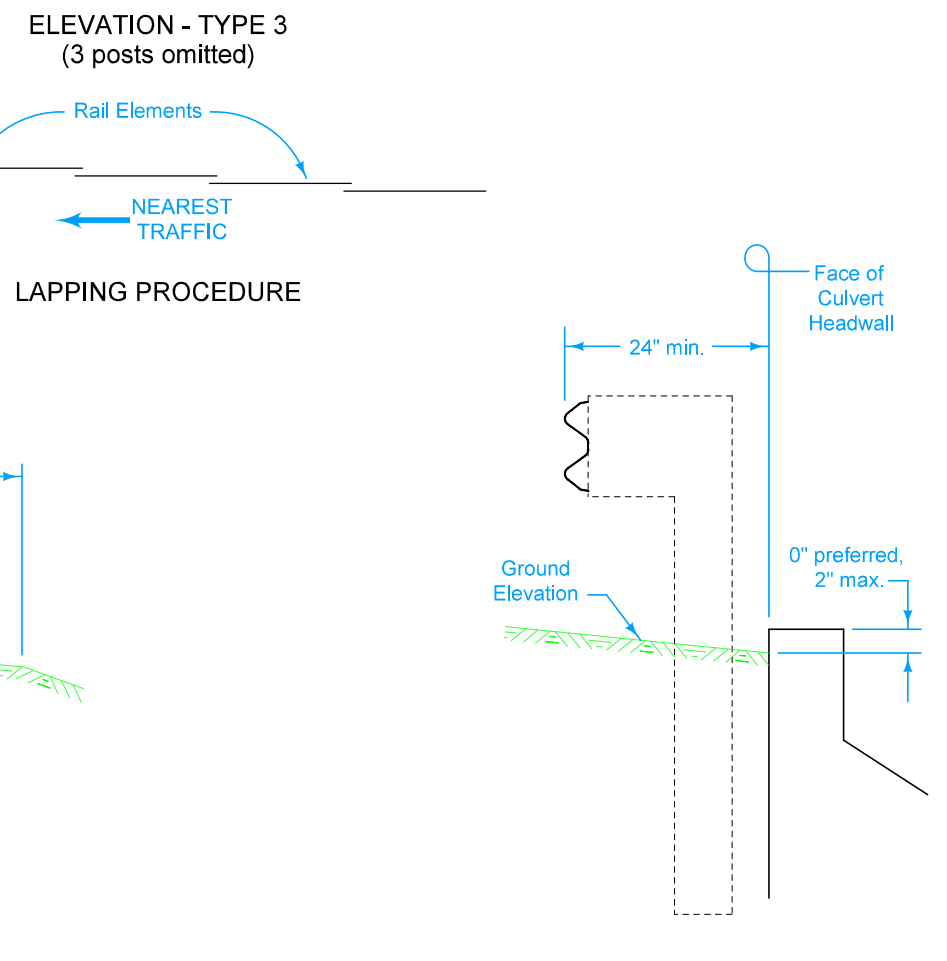 ELEVATION - TYPE 3
(3 posts omitted)
Rail Elements
NEAREST
TRAFFIC
LAPPING PROCEDURE
Face of
Culvert
Headwall
24" min.
0" preferred,
2" max.
Ground
Elevation